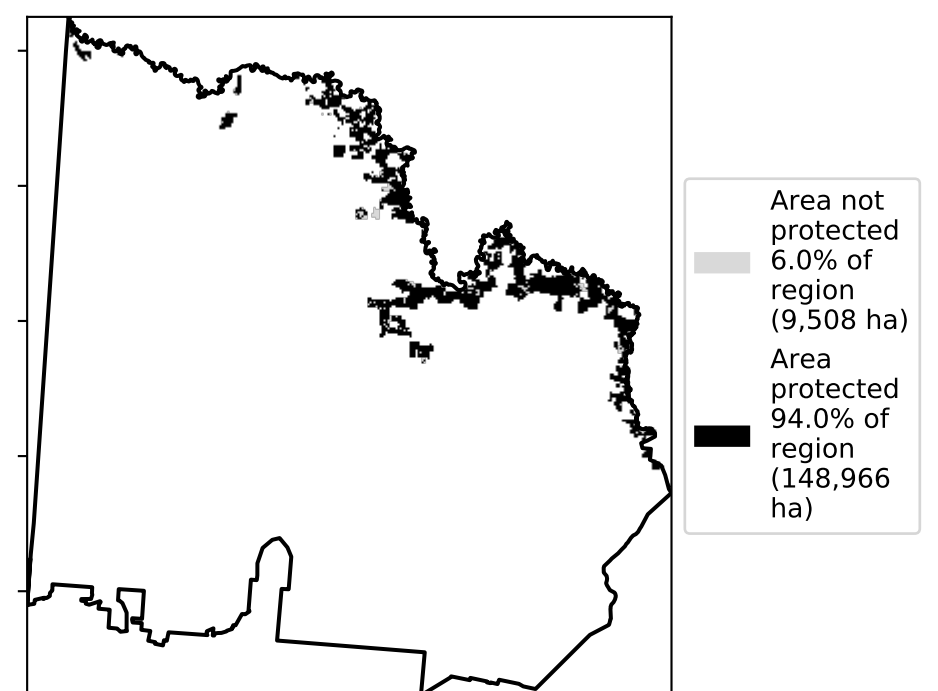 Area not
protected
6.0% of
region
(9,508 ha)
Area
protected
94.0% of
region
(148,966
ha)